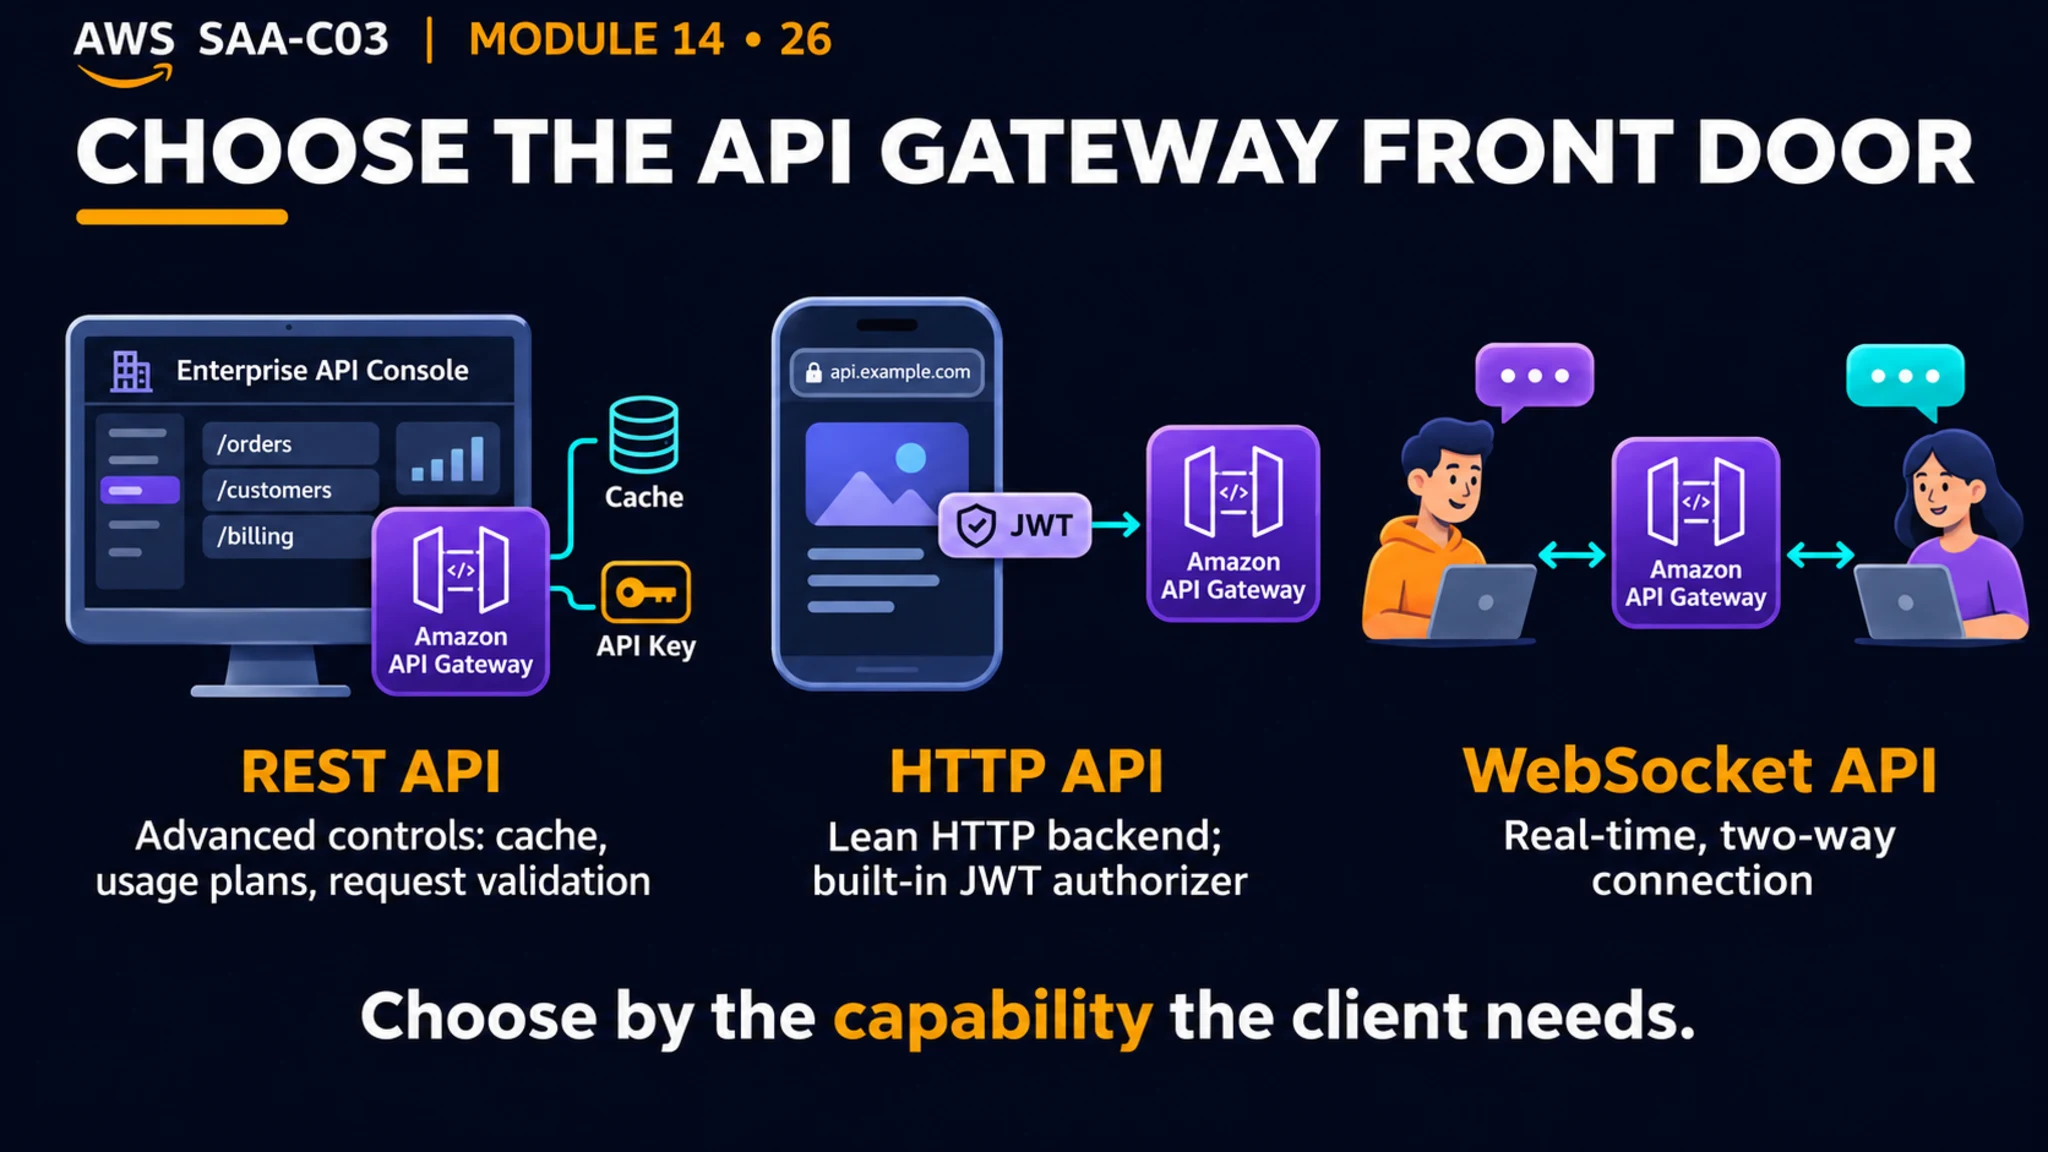 AWS SAA-C03 | MODULE 14 • 26
CHOOSE THE API GATEWAY FRONT DOOR
Enterprise API Console
/orders
/customers
/billing
Amazon
API Gateway
Cache
API Key
api.example.com
JWT
Amazon
API Gateway
</>
Amazon
API Gateway
</>
</>
REST API
Advanced controls: cache,
usage plans, request validation
HTTP API
Lean HTTP backend;
built-in JWT authorizer
WebSocket API
Real-time, two-way
connection
Choose by the capability the client needs.